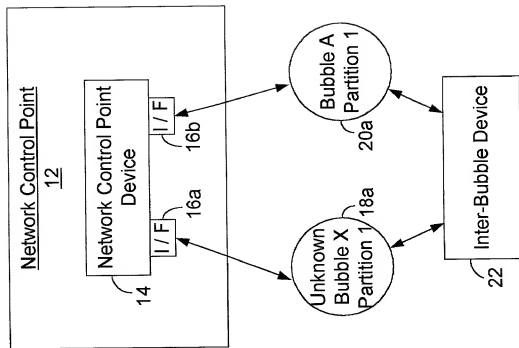 Network Control Point
12
Network Control Point
Device
14
I / F
16a
I / F
16b
Unknown
Bubble X
Partition 1
18a
Bubble A
Partition 1
20a
Inter-Bubble Device
22